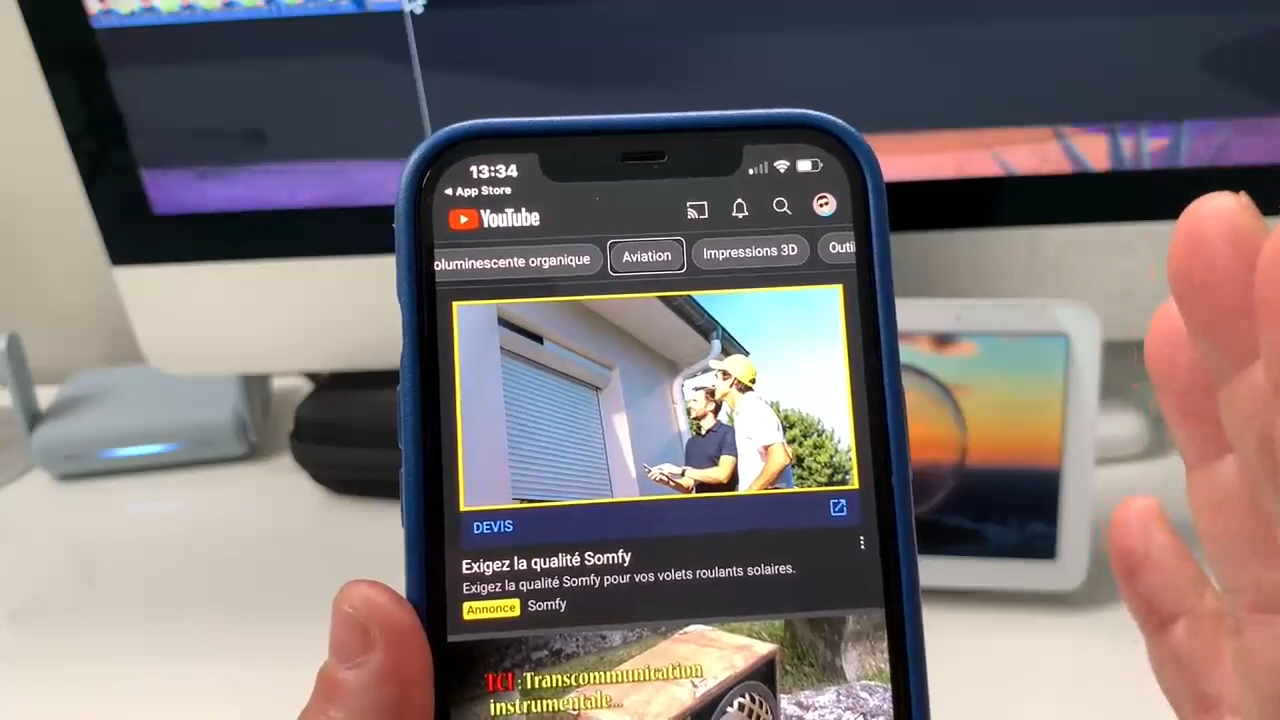 13:34
App Store
YouTube
oluminescente organique
Aviation
Impressions 3D
Outi
DEVIS
Exigez la qualité Somfy
Exigez la qualité Somfy pour vos volets roulants solaires.
Annonce Somfy
TCI : Transcommunication
instrumentale...